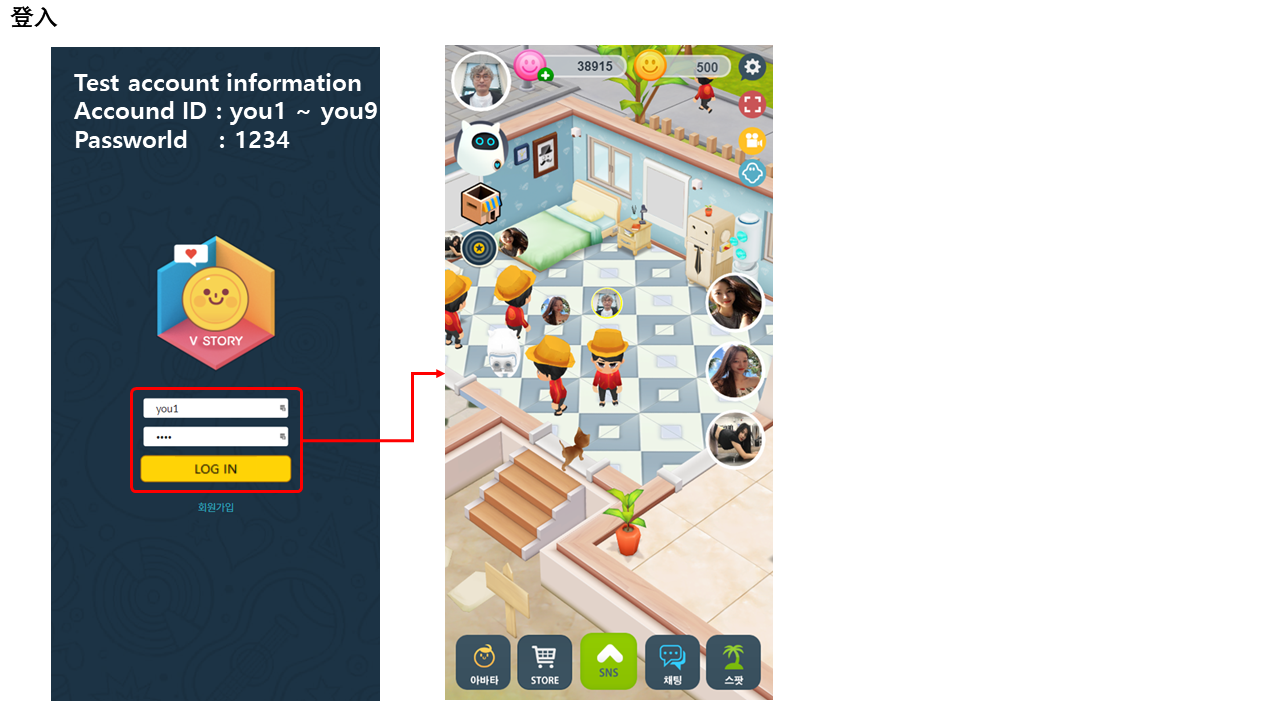 登入
Test account information
Accound ID : you1 ~ you9
Passworld : 1234
V STORY
you1
••••
LOG IN
회원가입
38915
500
아바타
STORE
SNS
채팅
스팟